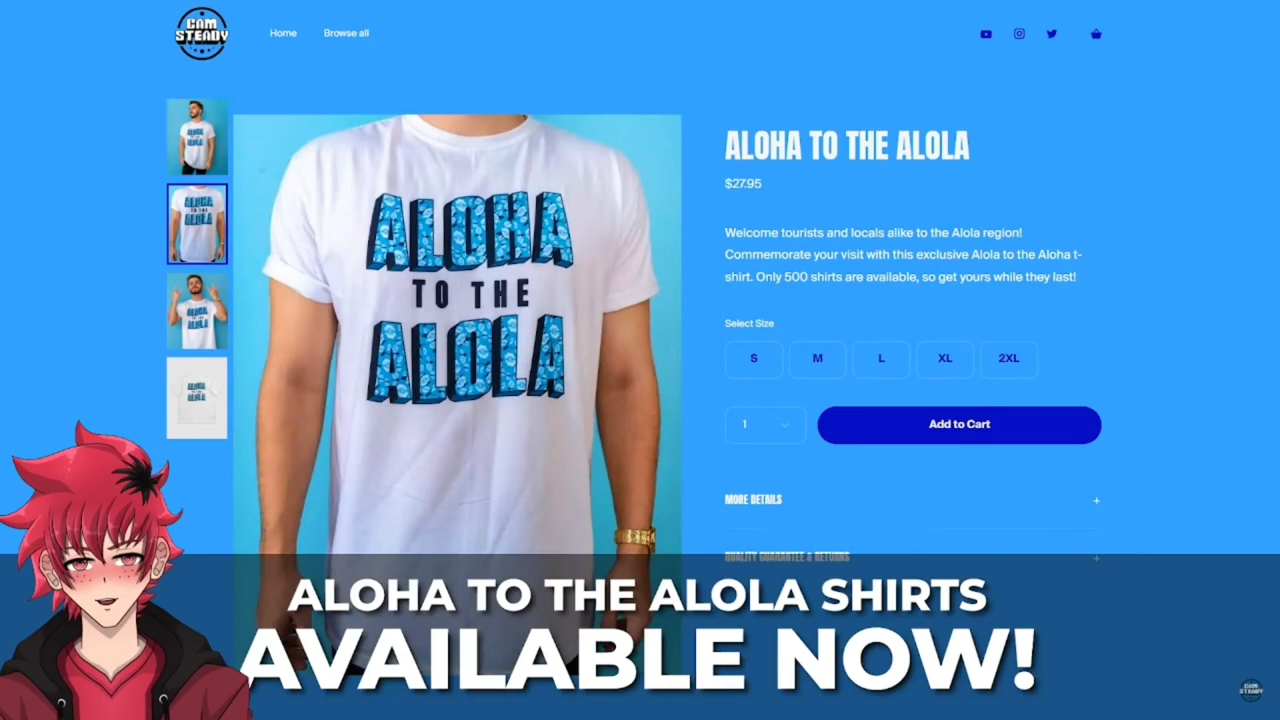 CAM
STEADY
Home
Browse all
ALOHA
TO THE
ALOLA
ALOHA TO THE ALOLA
$27.95
Welcome tourists and locals alike to the Alola region!
Commemorate your visit with this exclusive Alola to the Aloha t-
shirt. Only 500 shirts are available, so get yours while they last!
Select Size
S
M
L
XL
2XL
1
Add to Cart
MORE DETAILS
+
QUALITY GUARANTEE & RETURNS
+
ALOHA TO THE ALOLA SHIRTS
AVAILABLE NOW!
CAM
STEADY